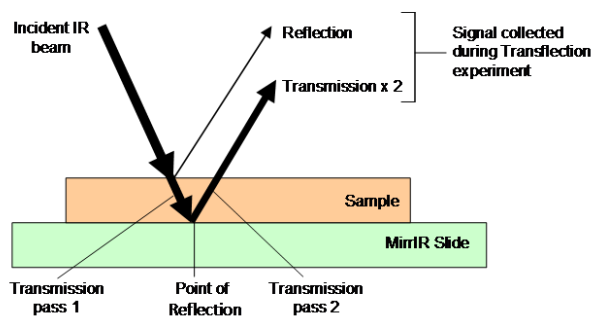 Incident IR
beam
Reflection
Transmission x 2
Signal collected
during Transflection
experiment
Sample
MirrIR Slide
Transmission
pass 1
Point of
Reflection
Transmission
pass 2